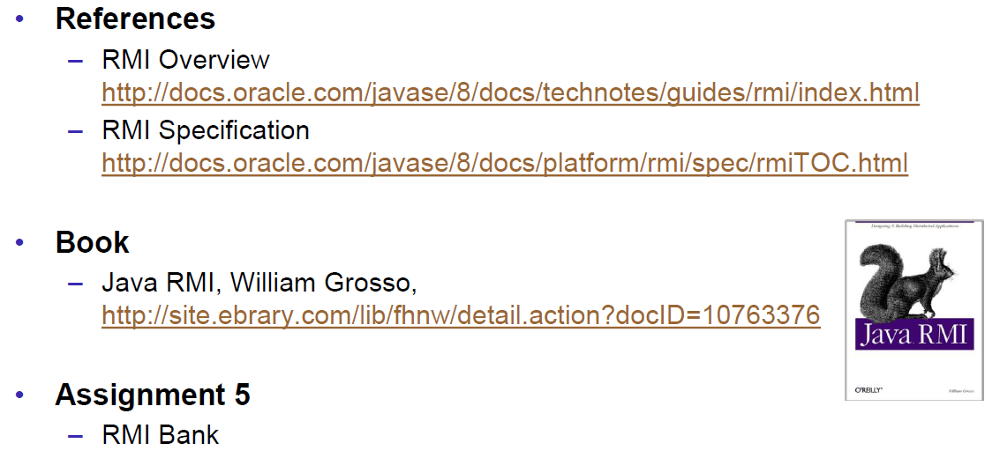 • References
– RMI Overview
http://docs.oracle.com/javase/8/docs/technotes/guides/rmi/index.html
– RMI Specification
http://docs.oracle.com/javase/8/docs/platform/rmi/spec/rmiTOC.html
• Book
– Java RMI, William Grosso,
http://site.ebrary.com/lib/fhnw/detail.action?docID=10763376
Designing & Building Distributed Applications
Java RMI
O'REILLY®
William Grosso
• Assignment 5
– RMI Bank